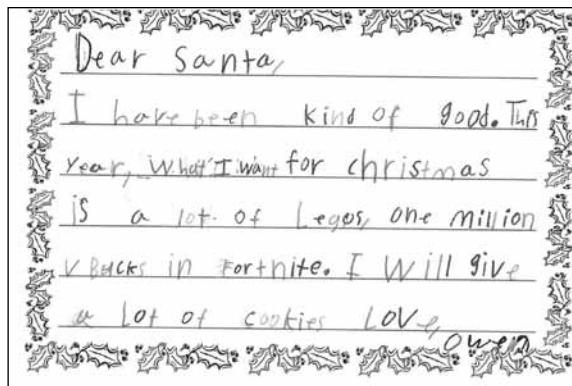 Dear Santa,
I have been kind of good. This
year, What I want for christmas
is a lot of Legos, one million
V Bucks in Fortnite. I will give
a lot of cookies Love, Owen